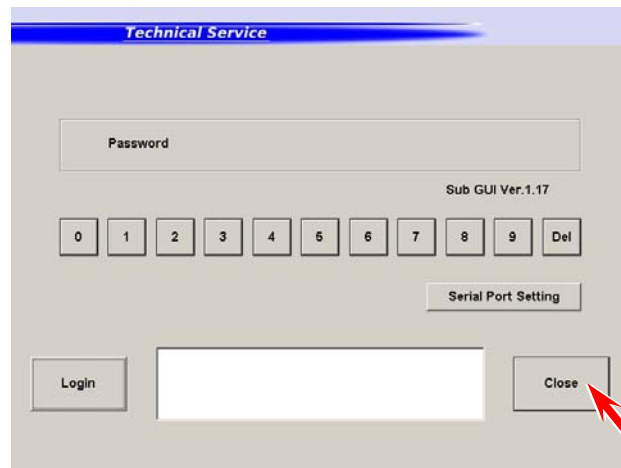 Technical Service
Password
Sub GUI Ver.1.17
0 1 2 3 4 5 6 7 8 9 Del
Serial Port Setting
Login
Close